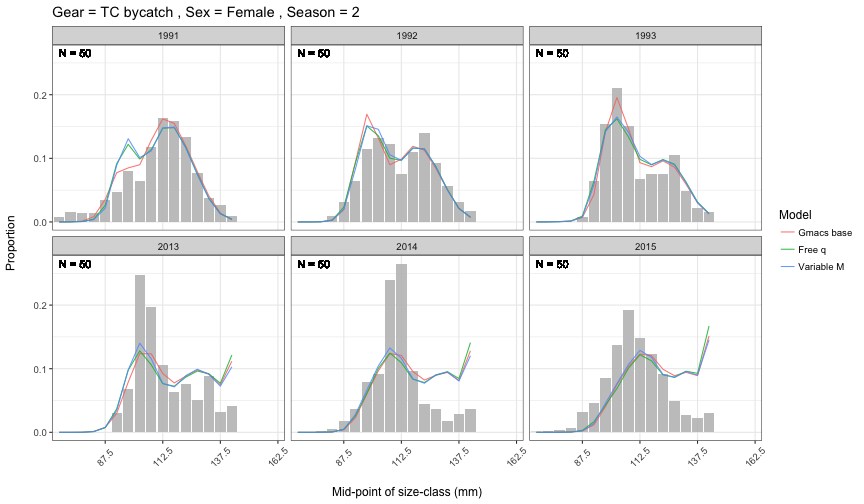 Gear = TC bycatch , Sex = Female , Season = 2
1991 1992 1993
N = 50 N = 50 N = 50
0.2
0.1
0.0
2013 2014 2015
N = 50 N = 50 N = 50
0.2
0.1
0.0
87.5 112.5 137.5 162.5 87.5 112.5 137.5 162.5 87.5 112.5 137.5 162.5
Mid-point of size-class (mm)
Proportion
Model
Gmacs base
Free q
Variable M